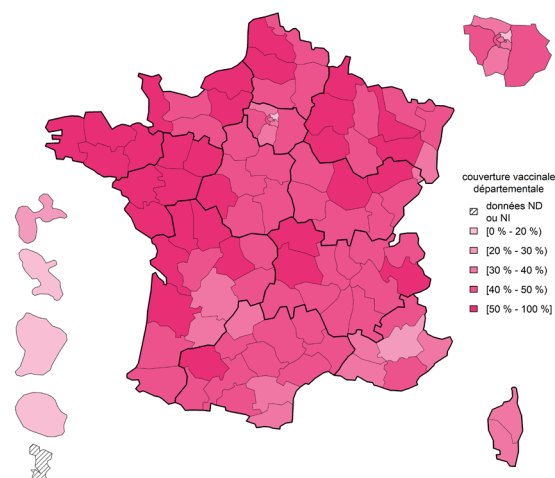 couverture vaccinale
départementale
données ND
ou NI
[0 % - 20 %)
[20 % - 30 %)
[30 % - 40 %)
[40 % - 50 %)
[50 % - 100 %]